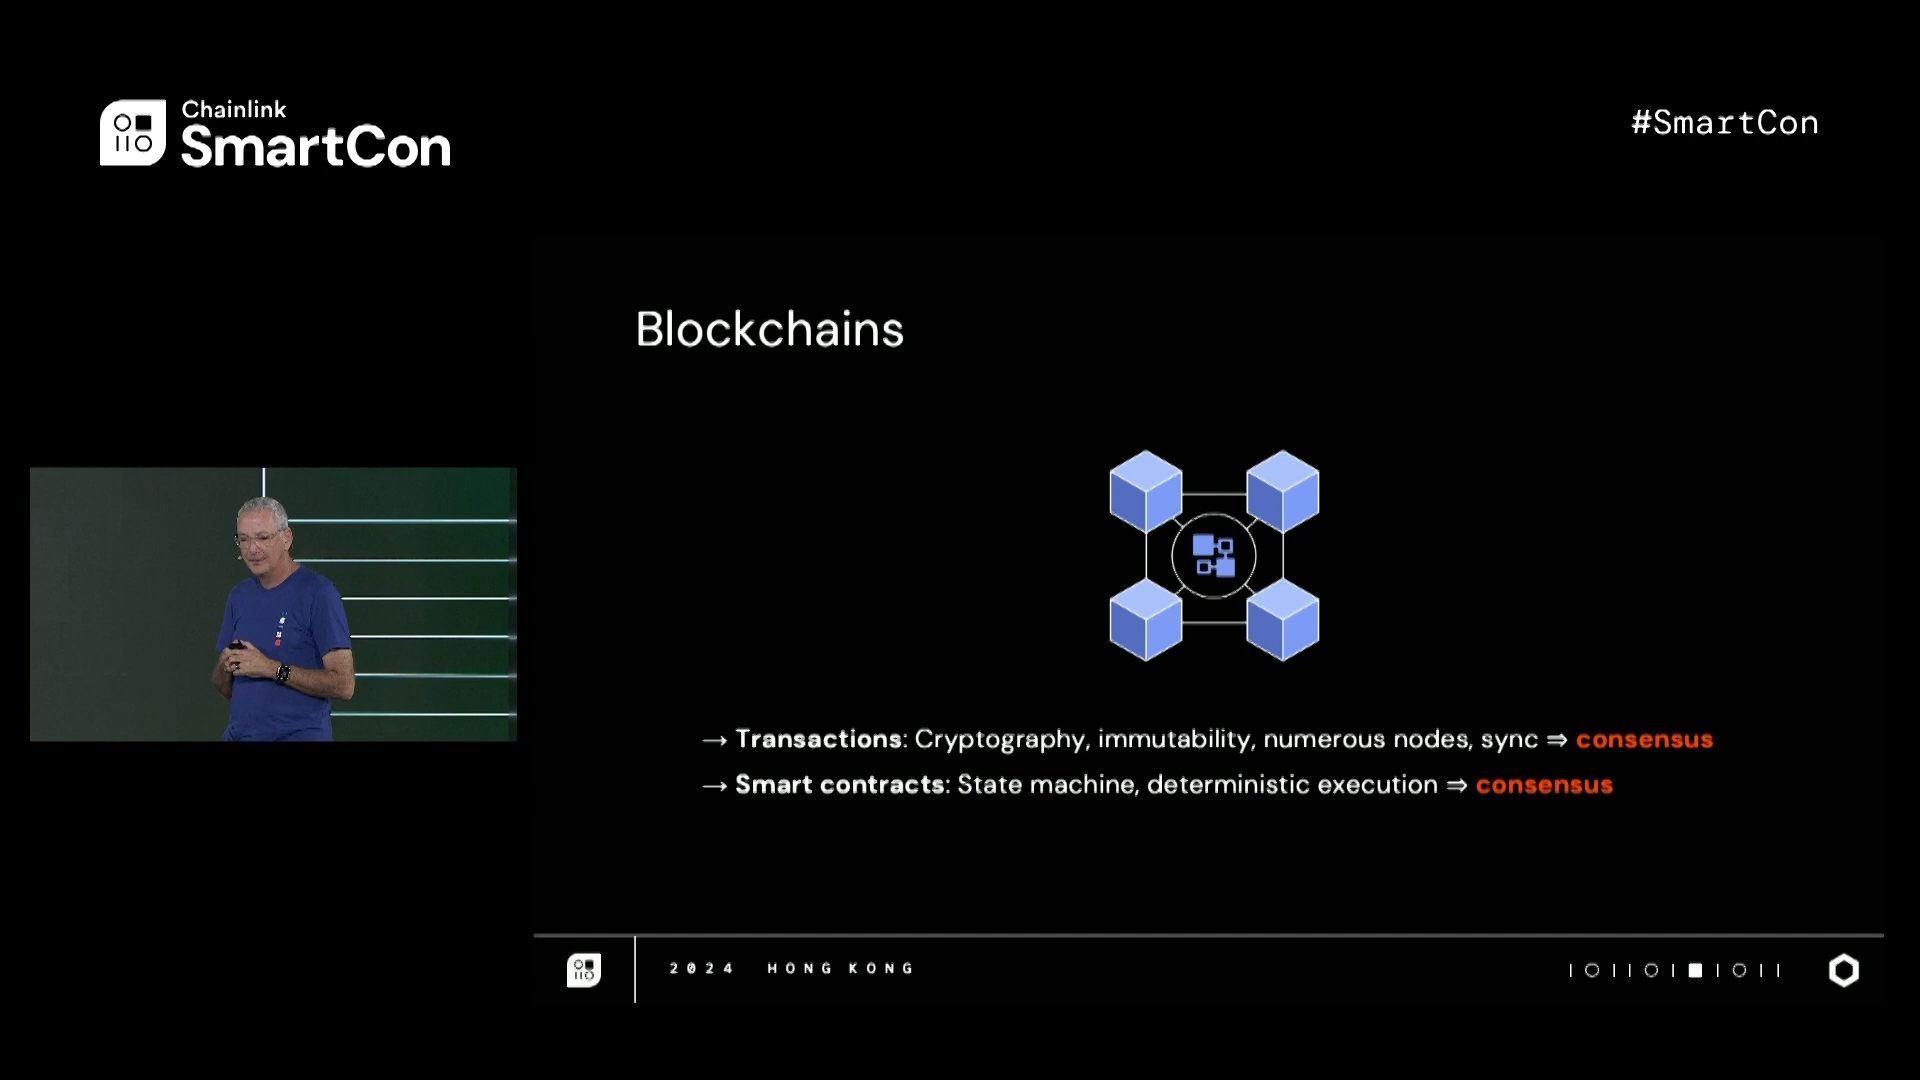 Chainlink
SmartCon
#SmartCon
Blockchains
→ Transactions: Cryptography, immutability, numerous nodes, sync ⇒ consensus
→ Smart contracts: State machine, deterministic execution ⇒ consensus
2024 HONG KONG